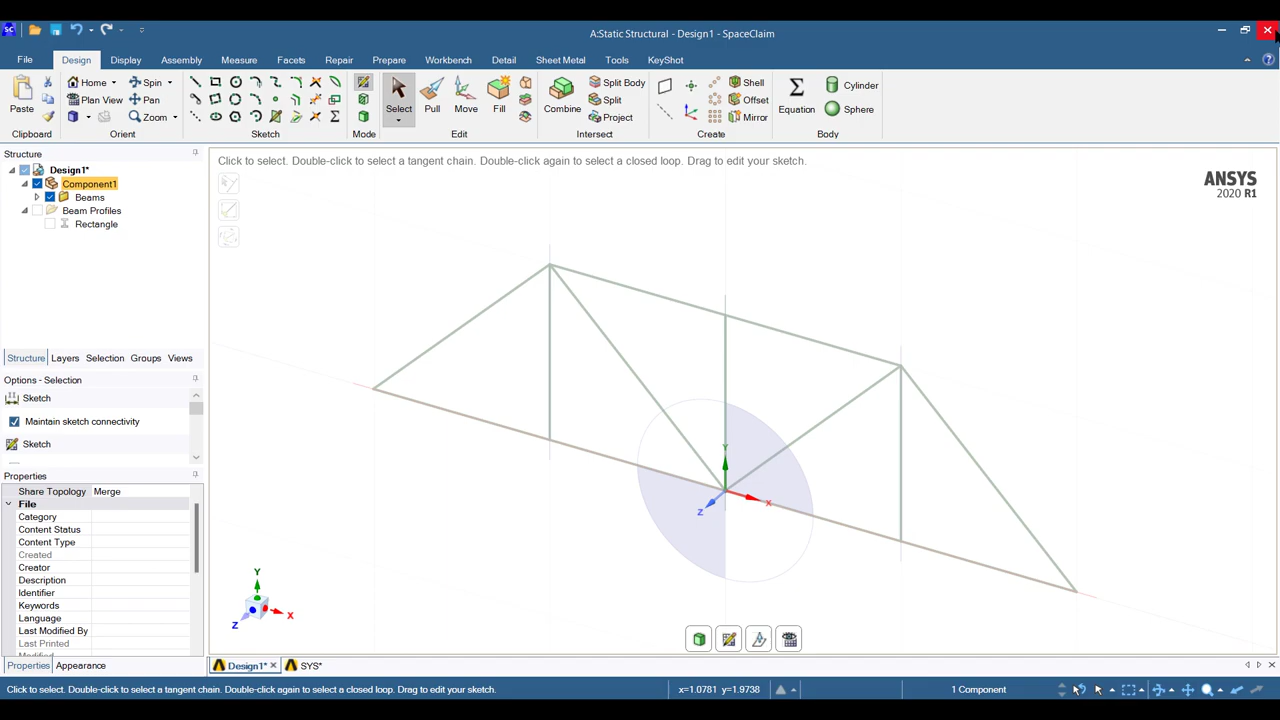 A:Static Structural - Design1 - SpaceClaim
File Design Display Assembly Measure Facets Repair Prepare Workbench Detail Sheet Metal Tools KeyShot
Paste
Home
Plan View
Spin
Pan
Zoom
Select
Pull
Move
Fill
Combine
Split Body
Split
Project
Shell
Offset
Mirror
Equation
Cylinder
Sphere
Clipboard Orient Sketch Mode Edit Intersect Create Body
Structure
Design1*
Component1
Beams
Beam Profiles
Rectangle
Structure Layers Selection Groups Views
Options - Selection
Sketch
Maintain sketch connectivity
Sketch
Properties
Share Topology Merge
File
Category
Content Status
Content Type
Created
Creator
Description
Identifier
Keywords
Language
Last Modified By
Last Printed
Properties Appearance
Click to select. Double-click to select a tangent chain. Double-click again to select a closed loop. Drag to edit your sketch.
ANSYS
2020 R1
Y
X
Z
Y
X
Z
Design1* SYS*
Click to select. Double-click to select a tangent chain. Double-click again to select a closed loop. Drag to edit your sketch.
x=1.0781 y=1.9738
1 Component